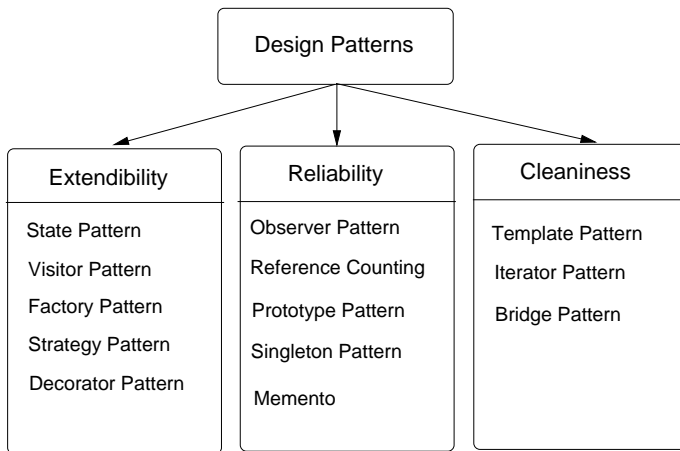 Design Patterns
Extendibility
State Pattern
Visitor Pattern
Factory Pattern
Strategy Pattern
Decorator Pattern
Reliability
Observer Pattern
Reference Counting
Prototype Pattern
Singleton Pattern
Memento
Cleaniness
Template Pattern
Iterator Pattern
Bridge Pattern